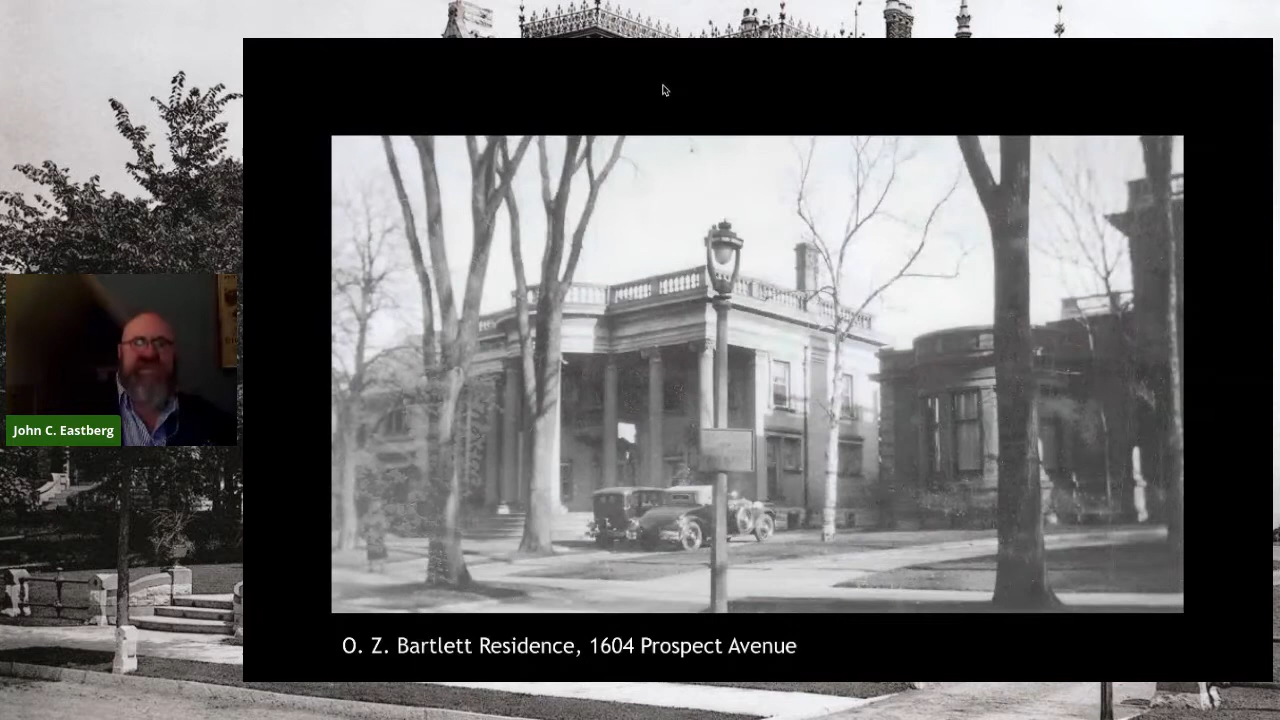 John C. Eastberg
O. Z. Bartlett Residence, 1604 Prospect Avenue